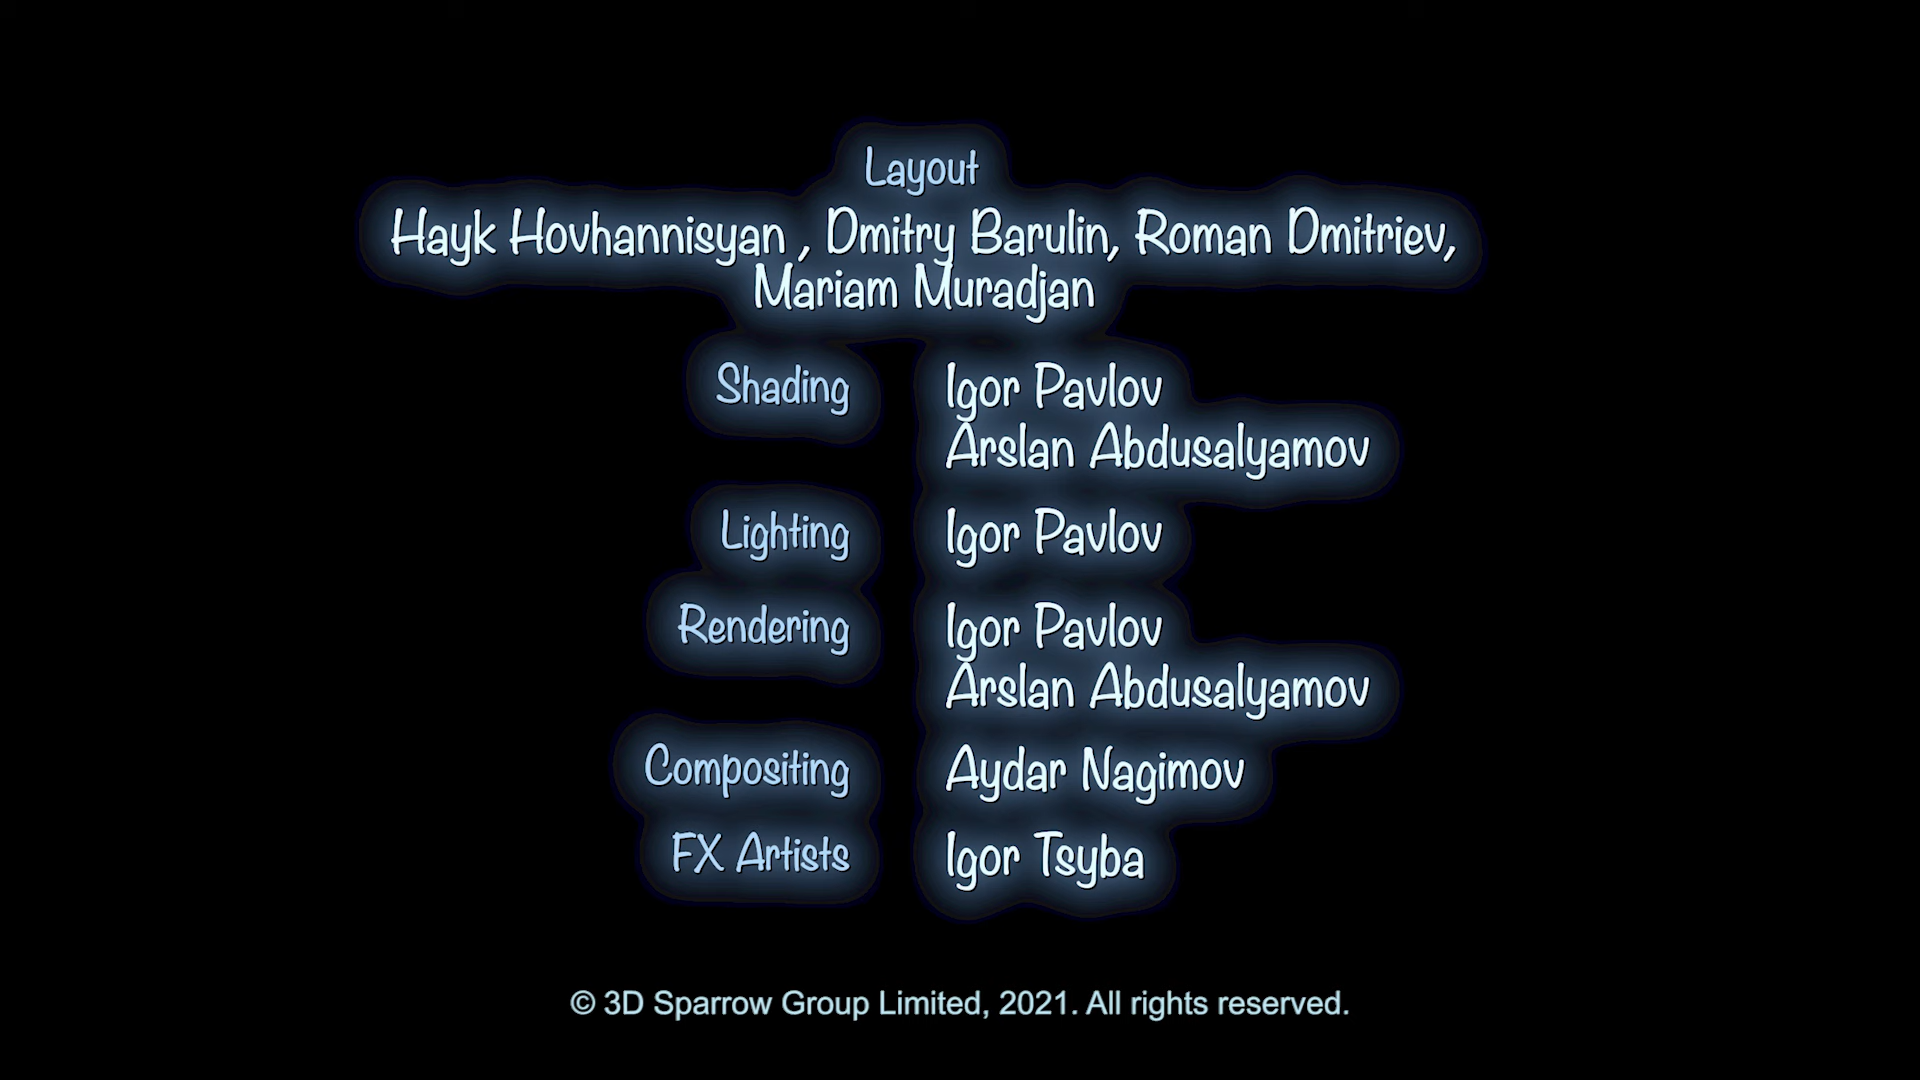 Layout
Hayk Hovhannisyan , Dmitry Barulin, Roman Dmitriev,
Mariam Muradjan
Shading Igor Pavlov
Arslan Abdusalyamov
Lighting Igor Pavlov
Rendering Igor Pavlov
Arslan Abdusalyamov
Compositing Aydar Nagimov
FX Artists Igor Tsyba
© 3D Sparrow Group Limited, 2021. All rights reserved.